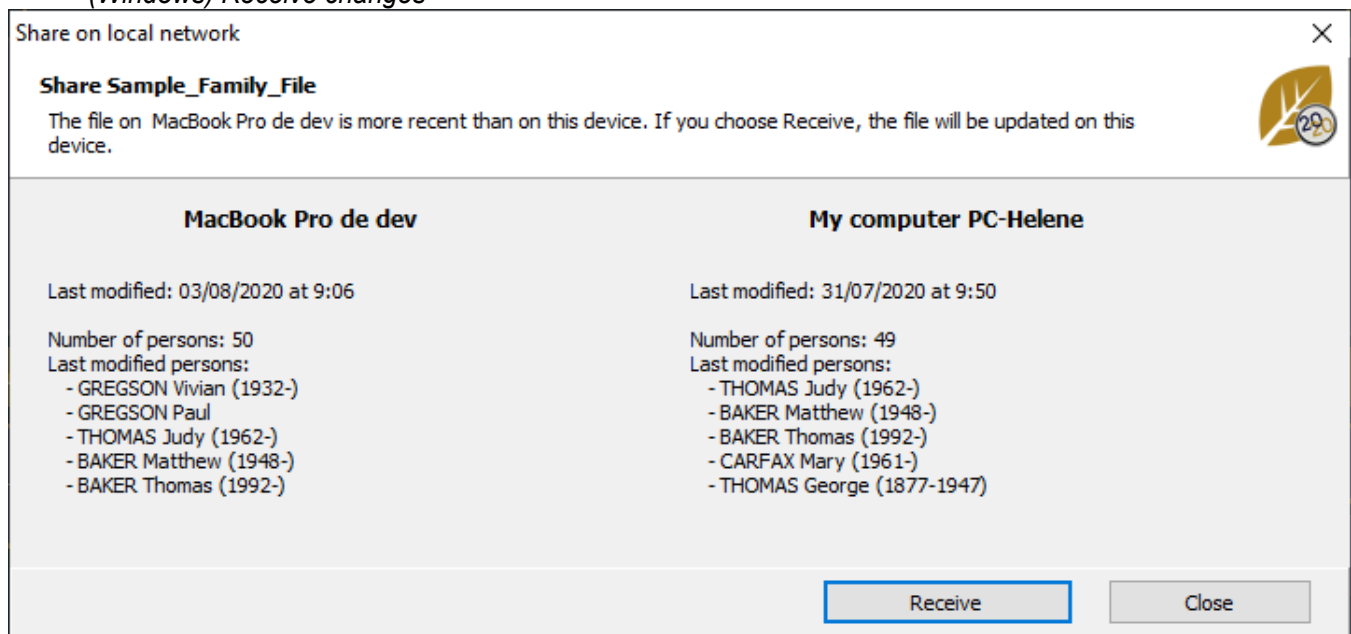 (Windows) Receive changes
Share on local network
Share Sample_Family_File
The file on MacBook Pro de dev is more recent than on this device. If you choose Receive, the file will be updated on this
device.
2020
MacBook Pro de dev
Last modified: 03/08/2020 at 9:06
Number of persons: 50
Last modified persons:
- GREGSON Vivian (1932-)
- GREGSON Paul
- THOMAS Judy (1962-)
- BAKER Matthew (1948-)
- BAKER Thomas (1992-)
My computer PC-Helene
Last modified: 31/07/2020 at 9:50
Number of persons: 49
Last modified persons:
- THOMAS Judy (1962-)
- BAKER Matthew (1948-)
- BAKER Thomas (1992-)
- CARFAX Mary (1961-)
- THOMAS George (1877-1947)
Receive
Close